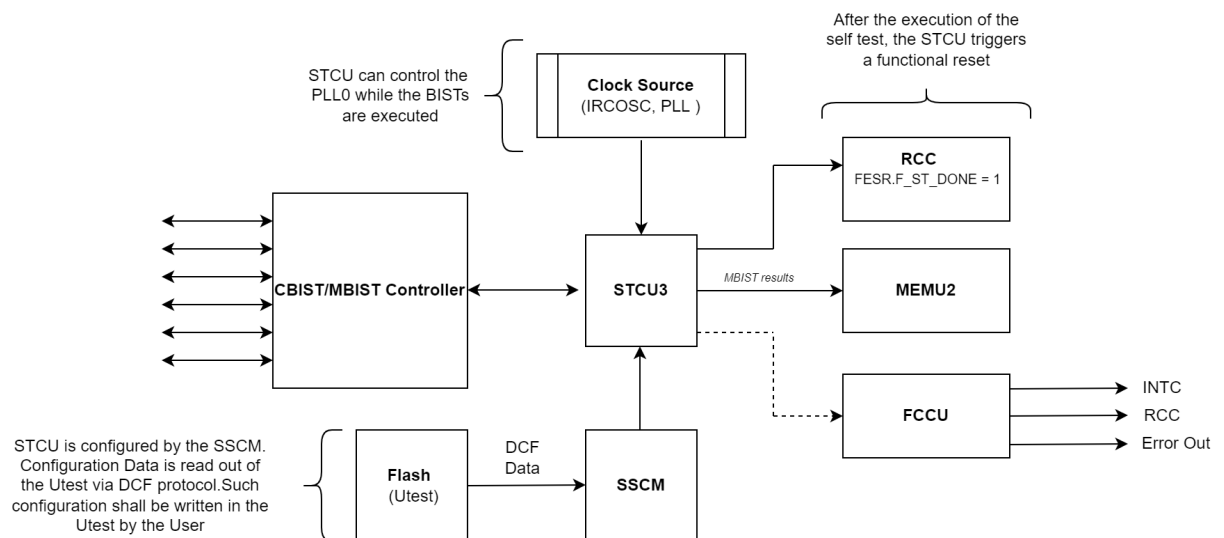 After the execution of the
self test, the STCU triggers
a functional reset
STCU can control the
PLL0 while the BISTs
are executed
Clock Source
(IRCOSC, PLL )
RCC
FESR.F_ST_DONE = 1
CBIST/MBIST Controller
STCU3
MBIST results
MEMU2
FCCU
INTC
RCC
Error Out
STCU is configured by the SSCM.
Configuration Data is read out of
the Utest via DCF protocol.Such
configuration shall be written in the
Utest by the User
Flash
(Utest)
DCF
Data
SSCM